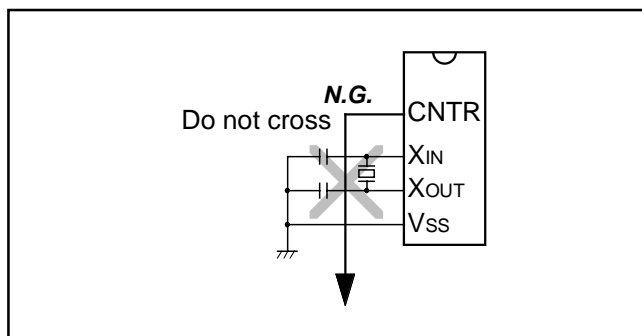 N.G.
Do not cross
CNTR
XIN
XOUT
VSS